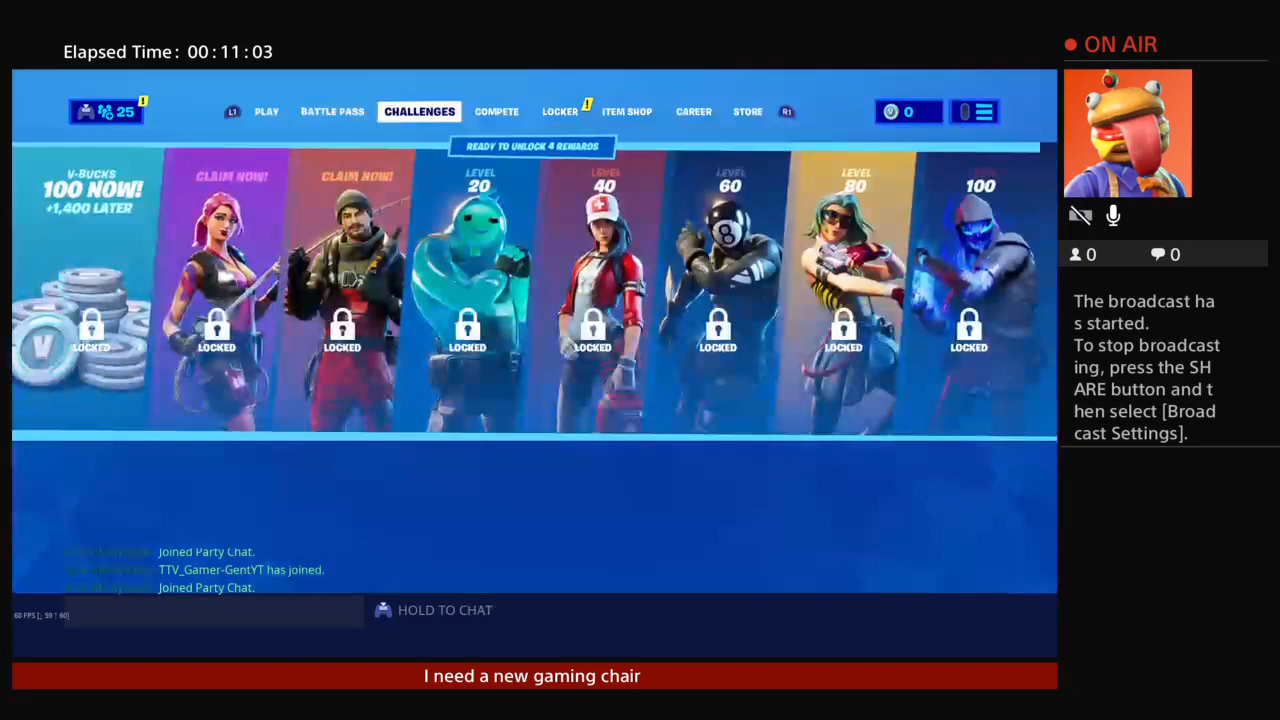 Elapsed Time: 00:11:03
ON AIR
25
L1
PLAY
BATTLE PASS
CHALLENGES
COMPETE
LOCKER
ITEM SHOP
CAREER
STORE
R1
0
READY TO UNLOCK 4 REWARDS
V-BUCKS
100 NOW!
+1,400 LATER
CLAIM NOW!
CLAIM NOW!
LEVEL
20
LEVEL
40
LEVEL
60
LEVEL
80
100
8
V
LOCKED
LOCKED
LOCKED
LOCKED
LOCKED
LOCKED
LOCKED
LOCKED
0
0
The broadcast ha
s started.
To stop broadcast
ing, press the SH
ARE button and t
hen select [Broad
cast Settings].
Joined Party Chat.
TTV_Gamer-GentYT has joined.
Joined Party Chat.
HOLD TO CHAT
I need a new gaming chair